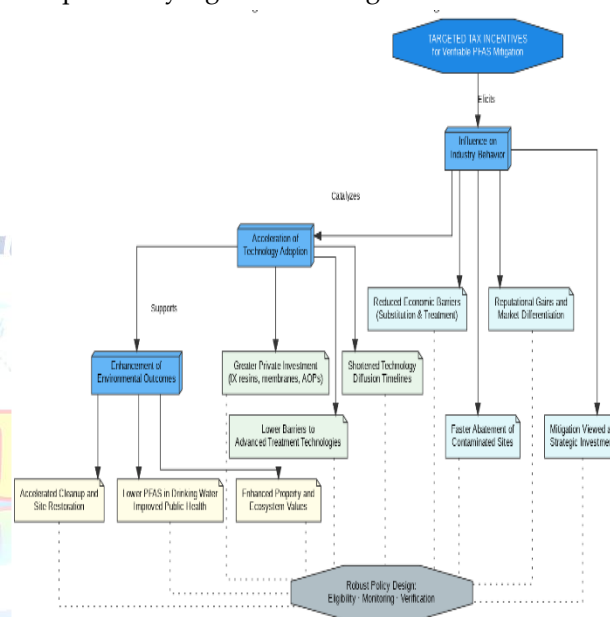 TARGETED TAX INCENTIVES
for Verifiable PFAS Mitigation
Elicits
Influence on
Industry Behavior
Catalyzes
Acceleration of
Technology Adoption
Reduced Economic Barriers
(Substitution & Treatment)
Reputational Gains and
Market Differentiation
Supports
Enhancement of
Environmental Outcomes
Greater Private Investment
(IX resins, membranes, AOPs)
Shortened Technology
Diffusion Timelines
Lower Barriers to
Advanced Treatment Technologies
Faster Abatement of
Contaminated Sites
Mitigation Viewed a
Strategic Investmen
Accelerated Cleanup and
Site Restoration
Lower PFAS in Drinking Water
Improved Public Health
Enhanced Property and
Ecosystem Values
Robust Policy Design:
Eligibility - Monitoring - Verification